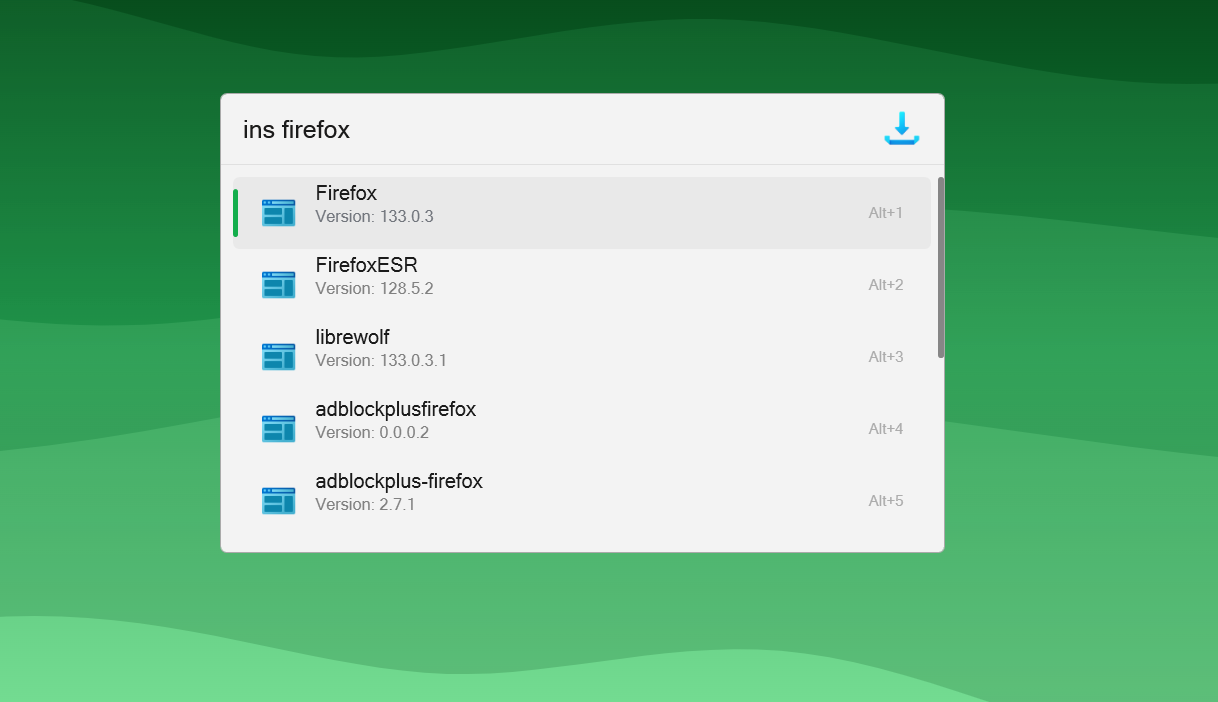 ins firefox
Firefox
Version: 133.0.3
Alt+1
FirefoxESR
Version: 128.5.2
Alt+2
librewolf
Version: 133.0.3.1
Alt+3
adblockplusfirefox
Version: 0.0.0.2
Alt+4
adblockplus-firefox
Version: 2.7.1
Alt+5